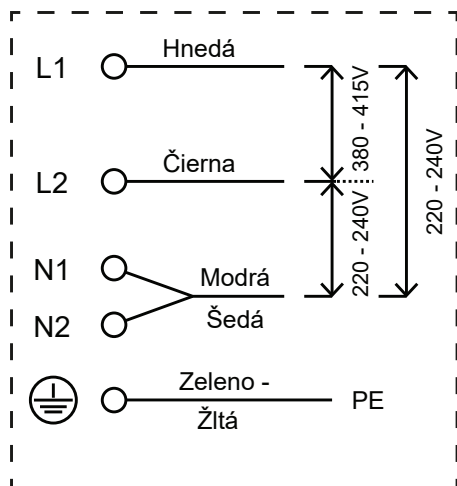 L1 Hnedá
380 - 415V
220 - 240V
L2 Čierna
220 - 240V
N1 Modrá
N2 Šedá
Zeleno -
Žltá
PE